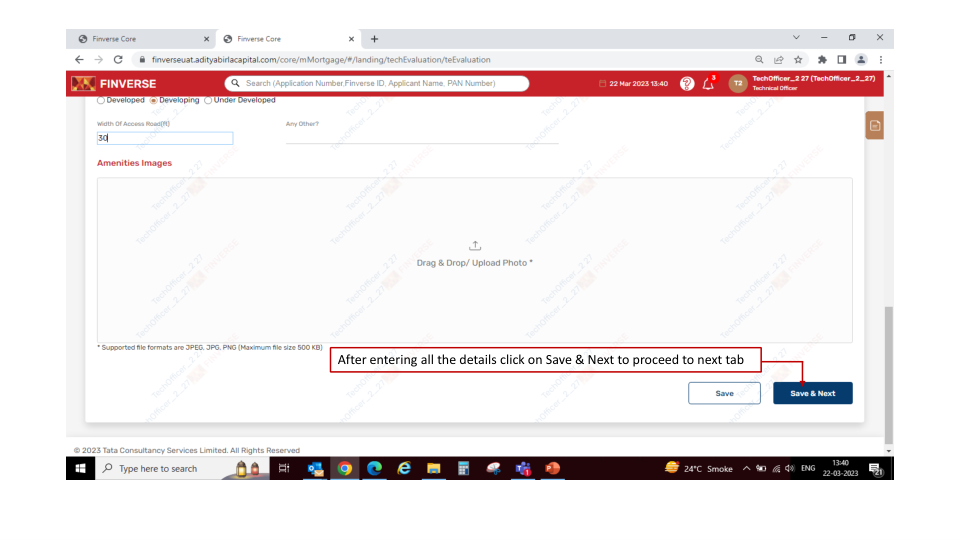 Finverse Core
Finverse Core
finverseuat.adityabirlacapital.com/core/mMortgage/#/landing/techEvaluation/teEvaluation
FINVERSE
Search (Application Number,Finverse ID, Applicant Name, PAN Number)
22 Mar 2023 13:40
3
T2
TechOfficer_2 27 (TechOfficer_2_27)
Technical Officer
Developed Developing Under Developed
Width Of Access Road(ft)
Any Other?
30
Amenities Images
Drag & Drop/ Upload Photo *
* Supported file formats are JPEG, JPG, PNG (Maximum file size 500 KB)
After entering all the details click on Save & Next to proceed to next tab
Save
Save & Next
© 2023 Tata Consultancy Services Limited. All Rights Reserved
Type here to search
24°C Smoke
ENG
13:40
22-03-2023
21